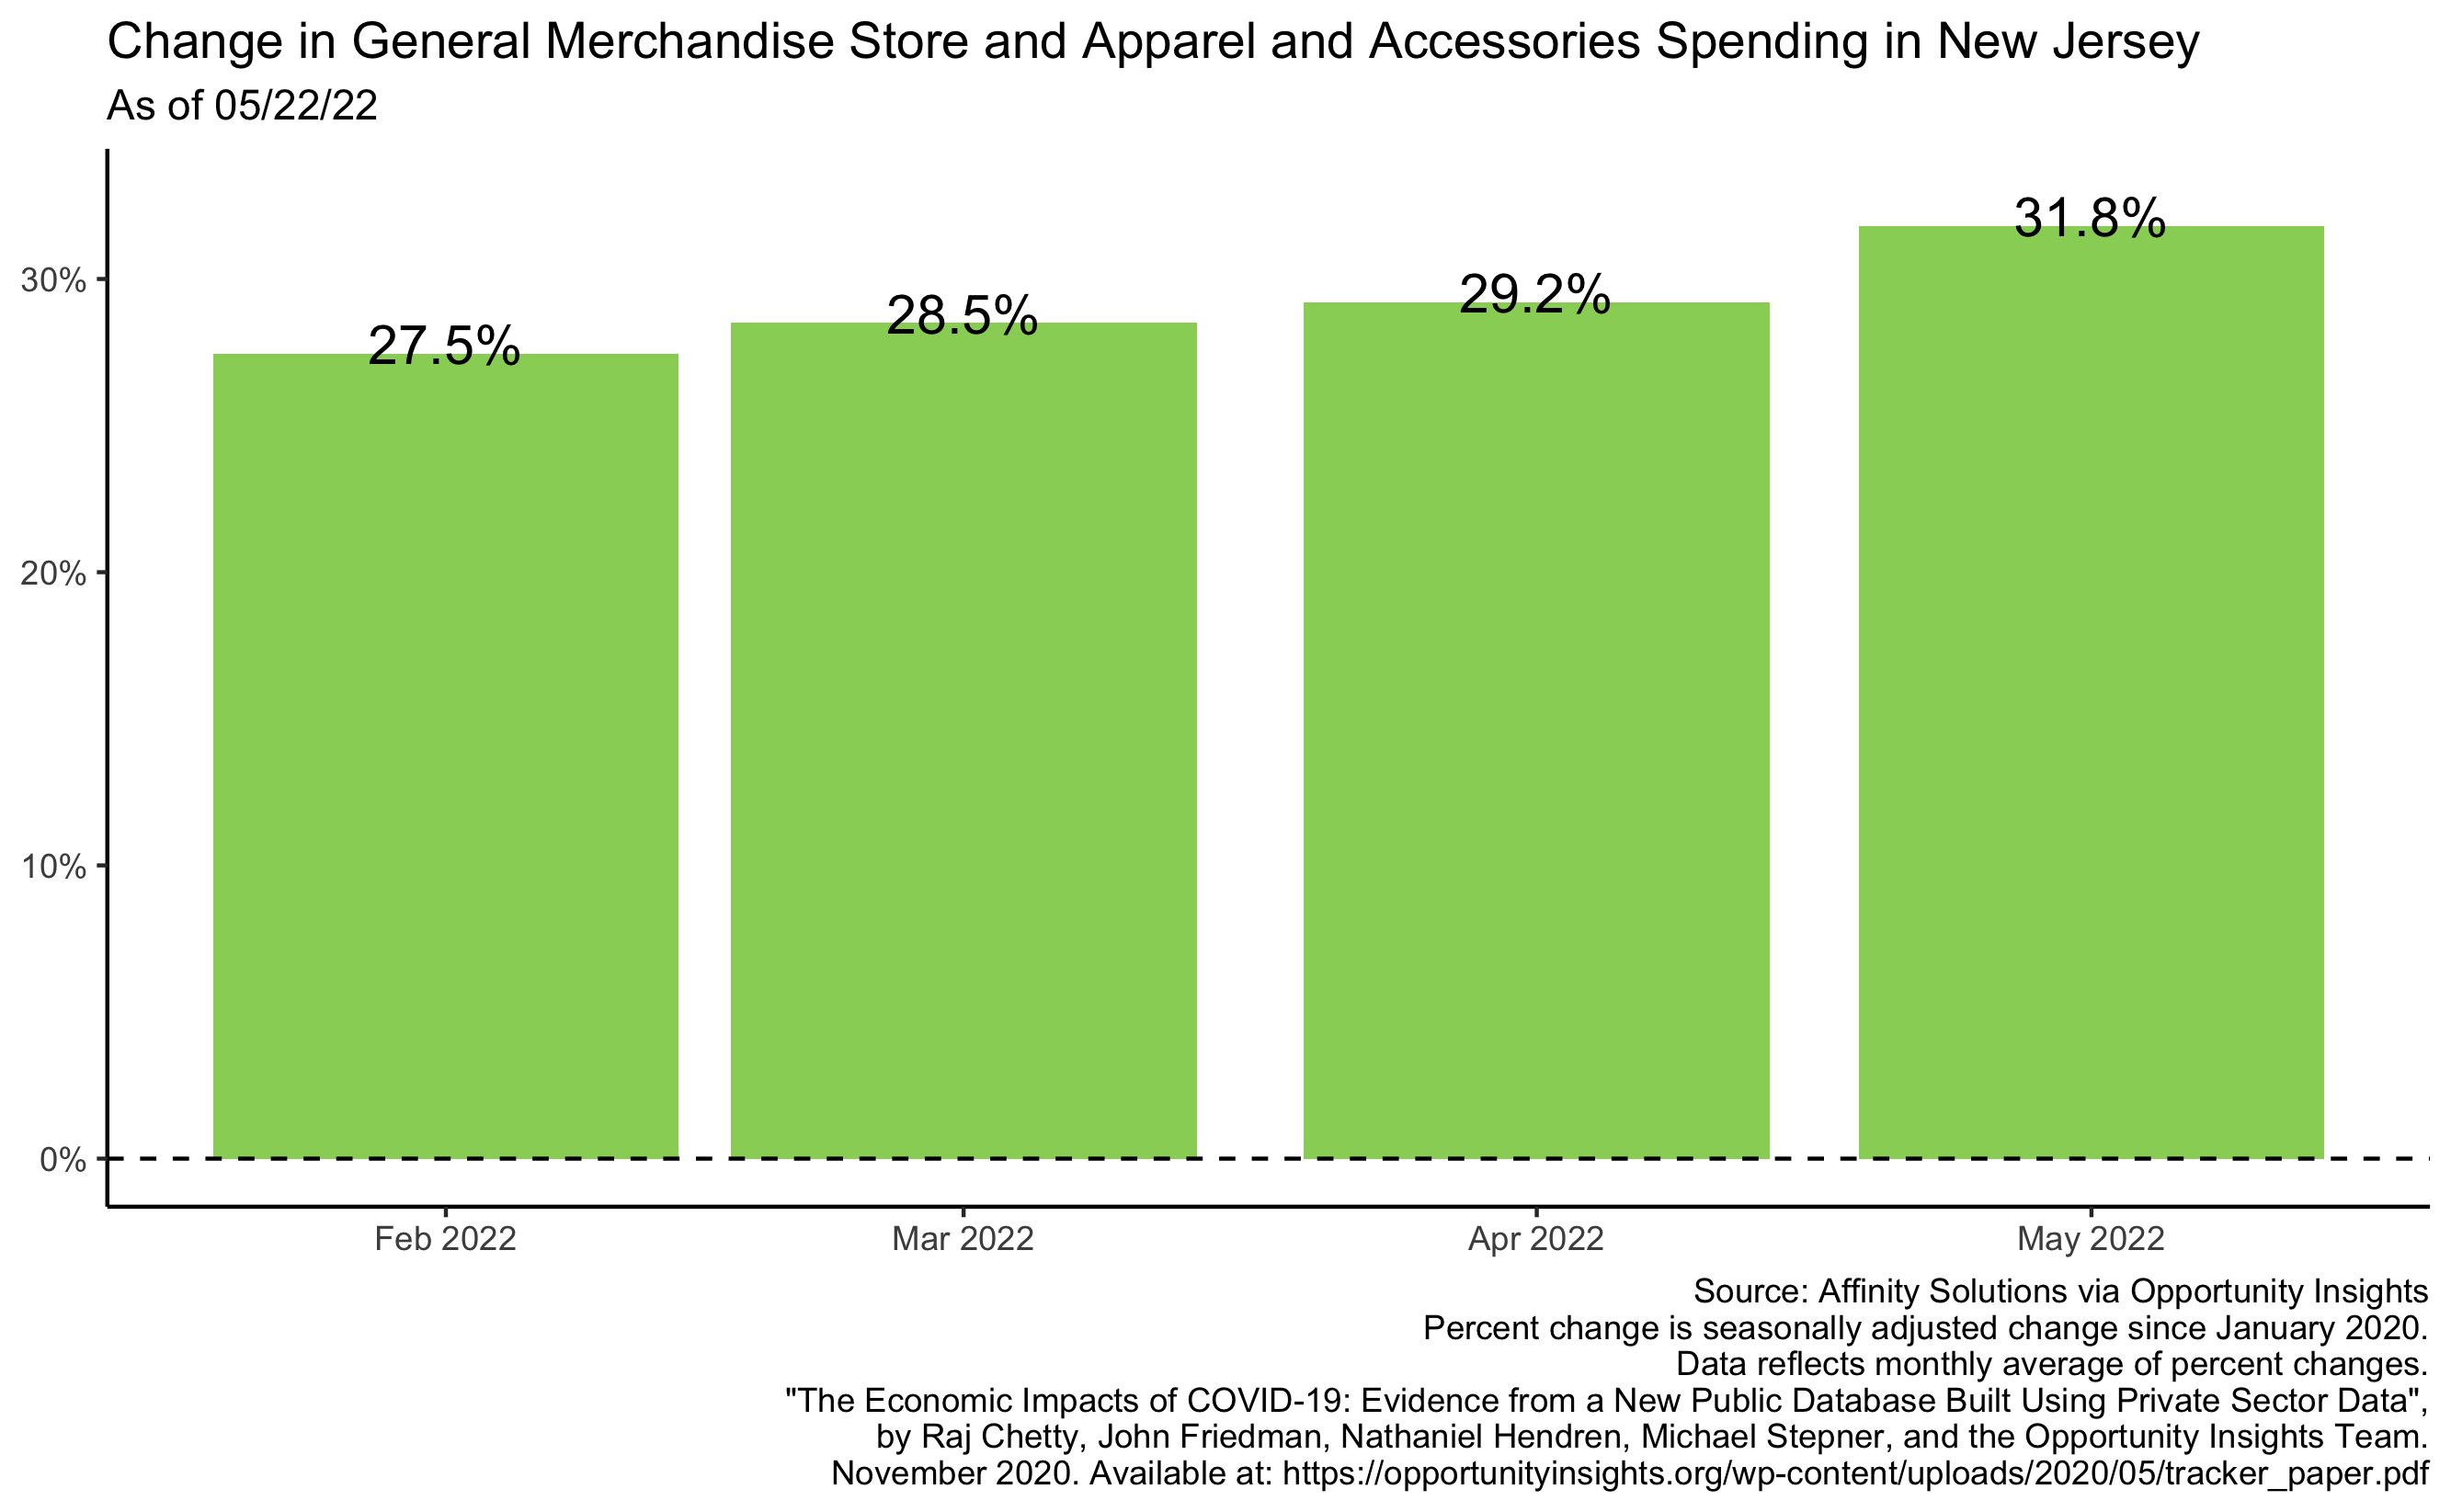 Change in General Merchandise Store and Apparel and Accessories Spending in New Jersey
As of 05/22/22
31.8%
29.2%
28.5%
27.5%
30%
20%
10%
0%
Feb 2022 Mar 2022 Apr 2022 May 2022
Source: Affinity Solutions via Opportunity Insights
Percent change is seasonally adjusted change since January 2020.
Data reflects monthly average of percent changes.
"The Economic Impacts of COVID-19: Evidence from a New Public Database Built Using Private Sector Data",
by Raj Chetty, John Friedman, Nathaniel Hendren, Michael Stepner, and the Opportunity Insights Team.
November 2020. Available at: https://opportunityinsights.org/wp-content/uploads/2020/05/tracker_paper.pdf